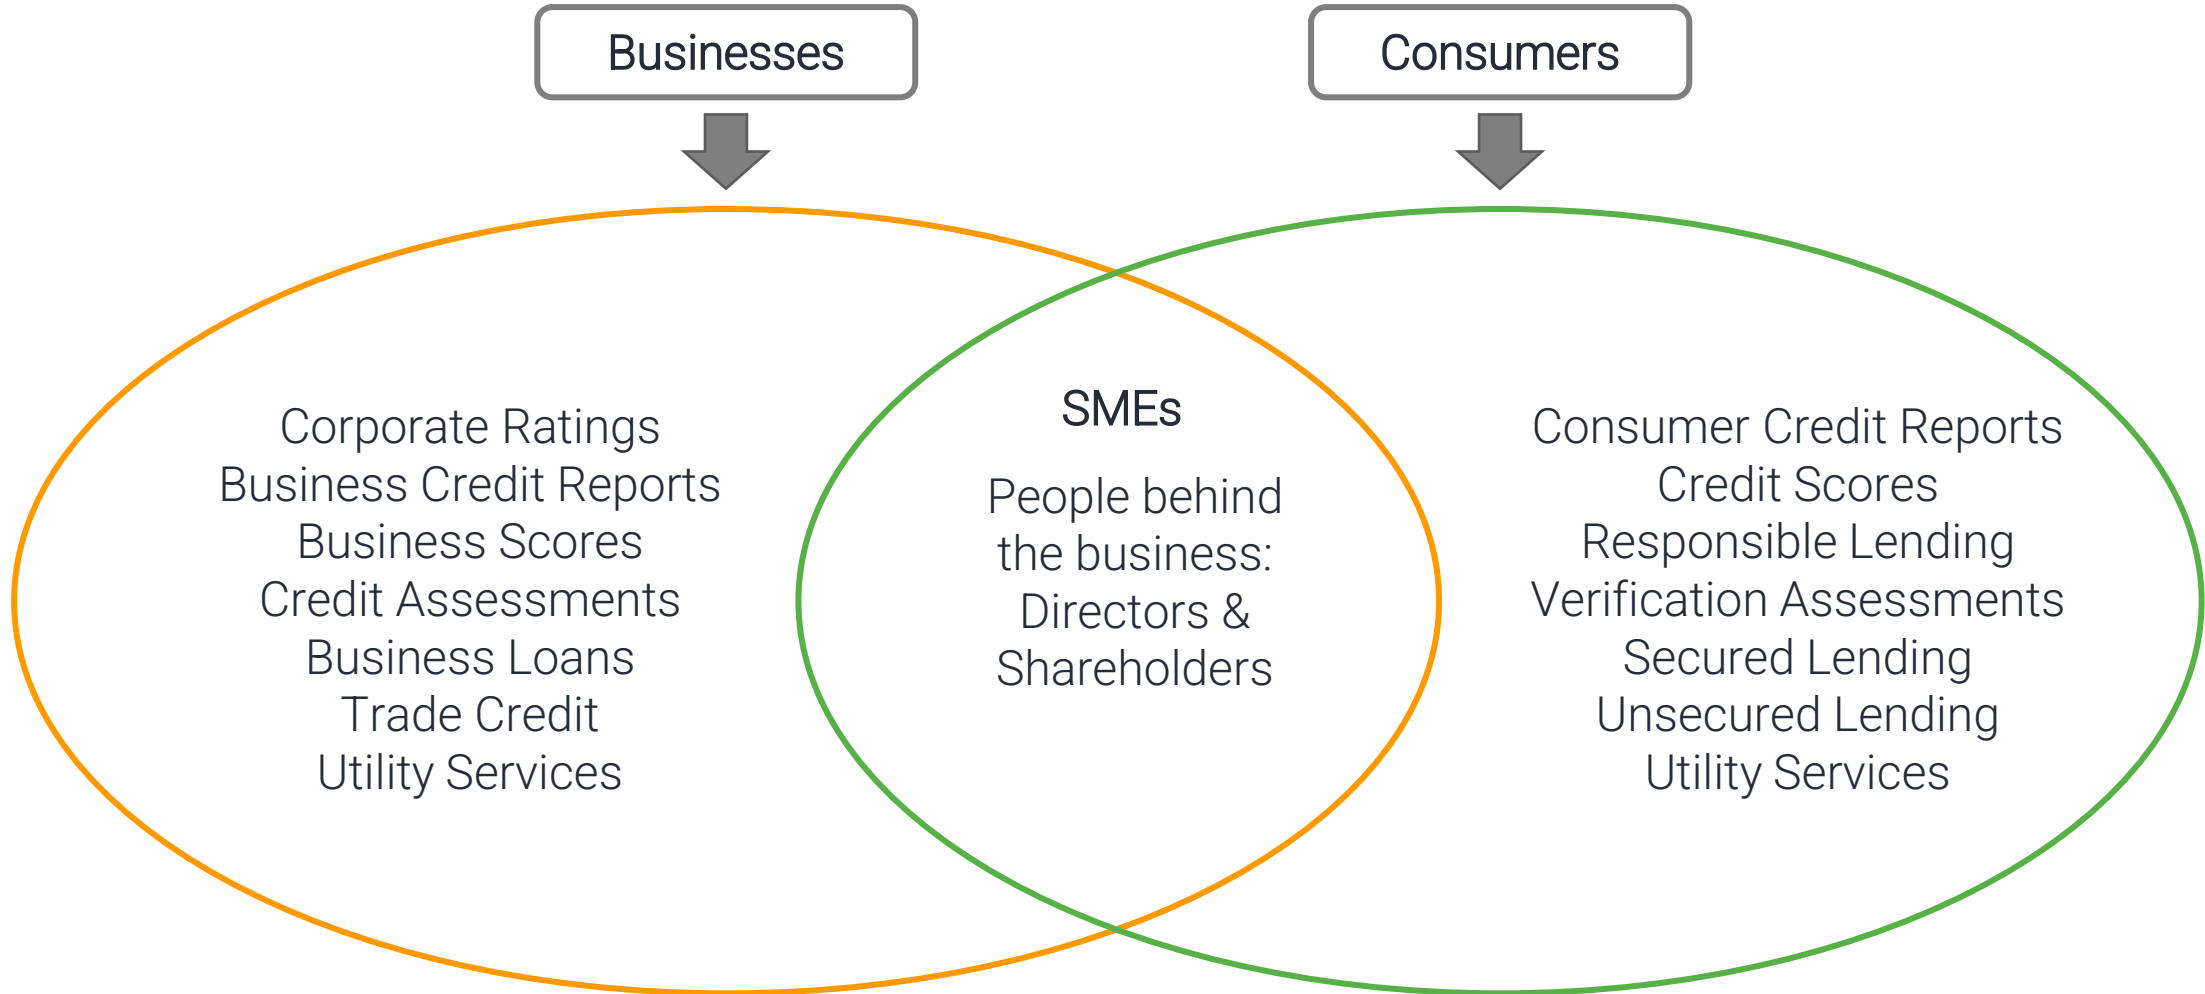 Businesses
Consumers
Corporate Ratings
Business Credit Reports
Business Scores
Credit Assessments
Business Loans
Trade Credit
Utility Services
SMEs
People behind
the business:
Directors &
Shareholders
Consumer Credit Reports
Credit Scores
Responsible Lending
Verification Assessments
Secured Lending
Unsecured Lending
Utility Services